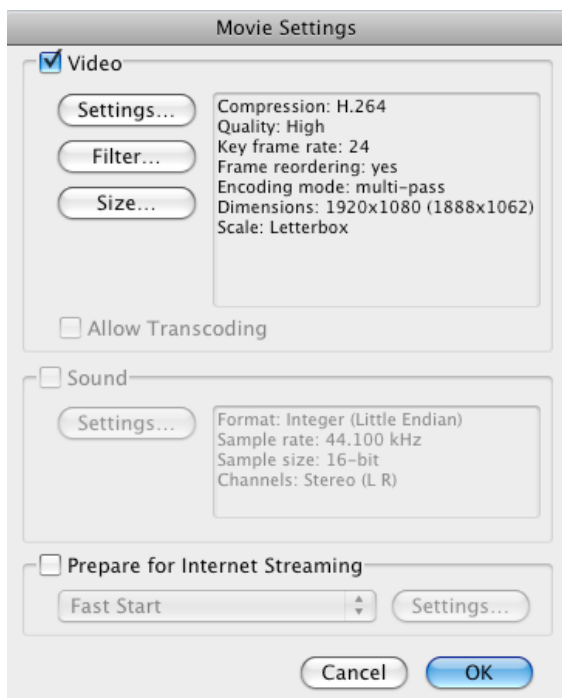 Movie Settings
Video
Settings...
Filter...
Size...
Compression: H.264
Quality: High
Key frame rate: 24
Frame reordering: yes
Encoding mode: multi-pass
Dimensions: 1920x1080 (1888x1062)
Scale: Letterbox
Allow Transcoding
Sound
Settings...
Format: Integer (Little Endian)
Sample rate: 44.100 kHz
Sample size: 16-bit
Channels: Stereo (L R)
Prepare for Internet Streaming
Fast Start
Settings...
Cancel
OK